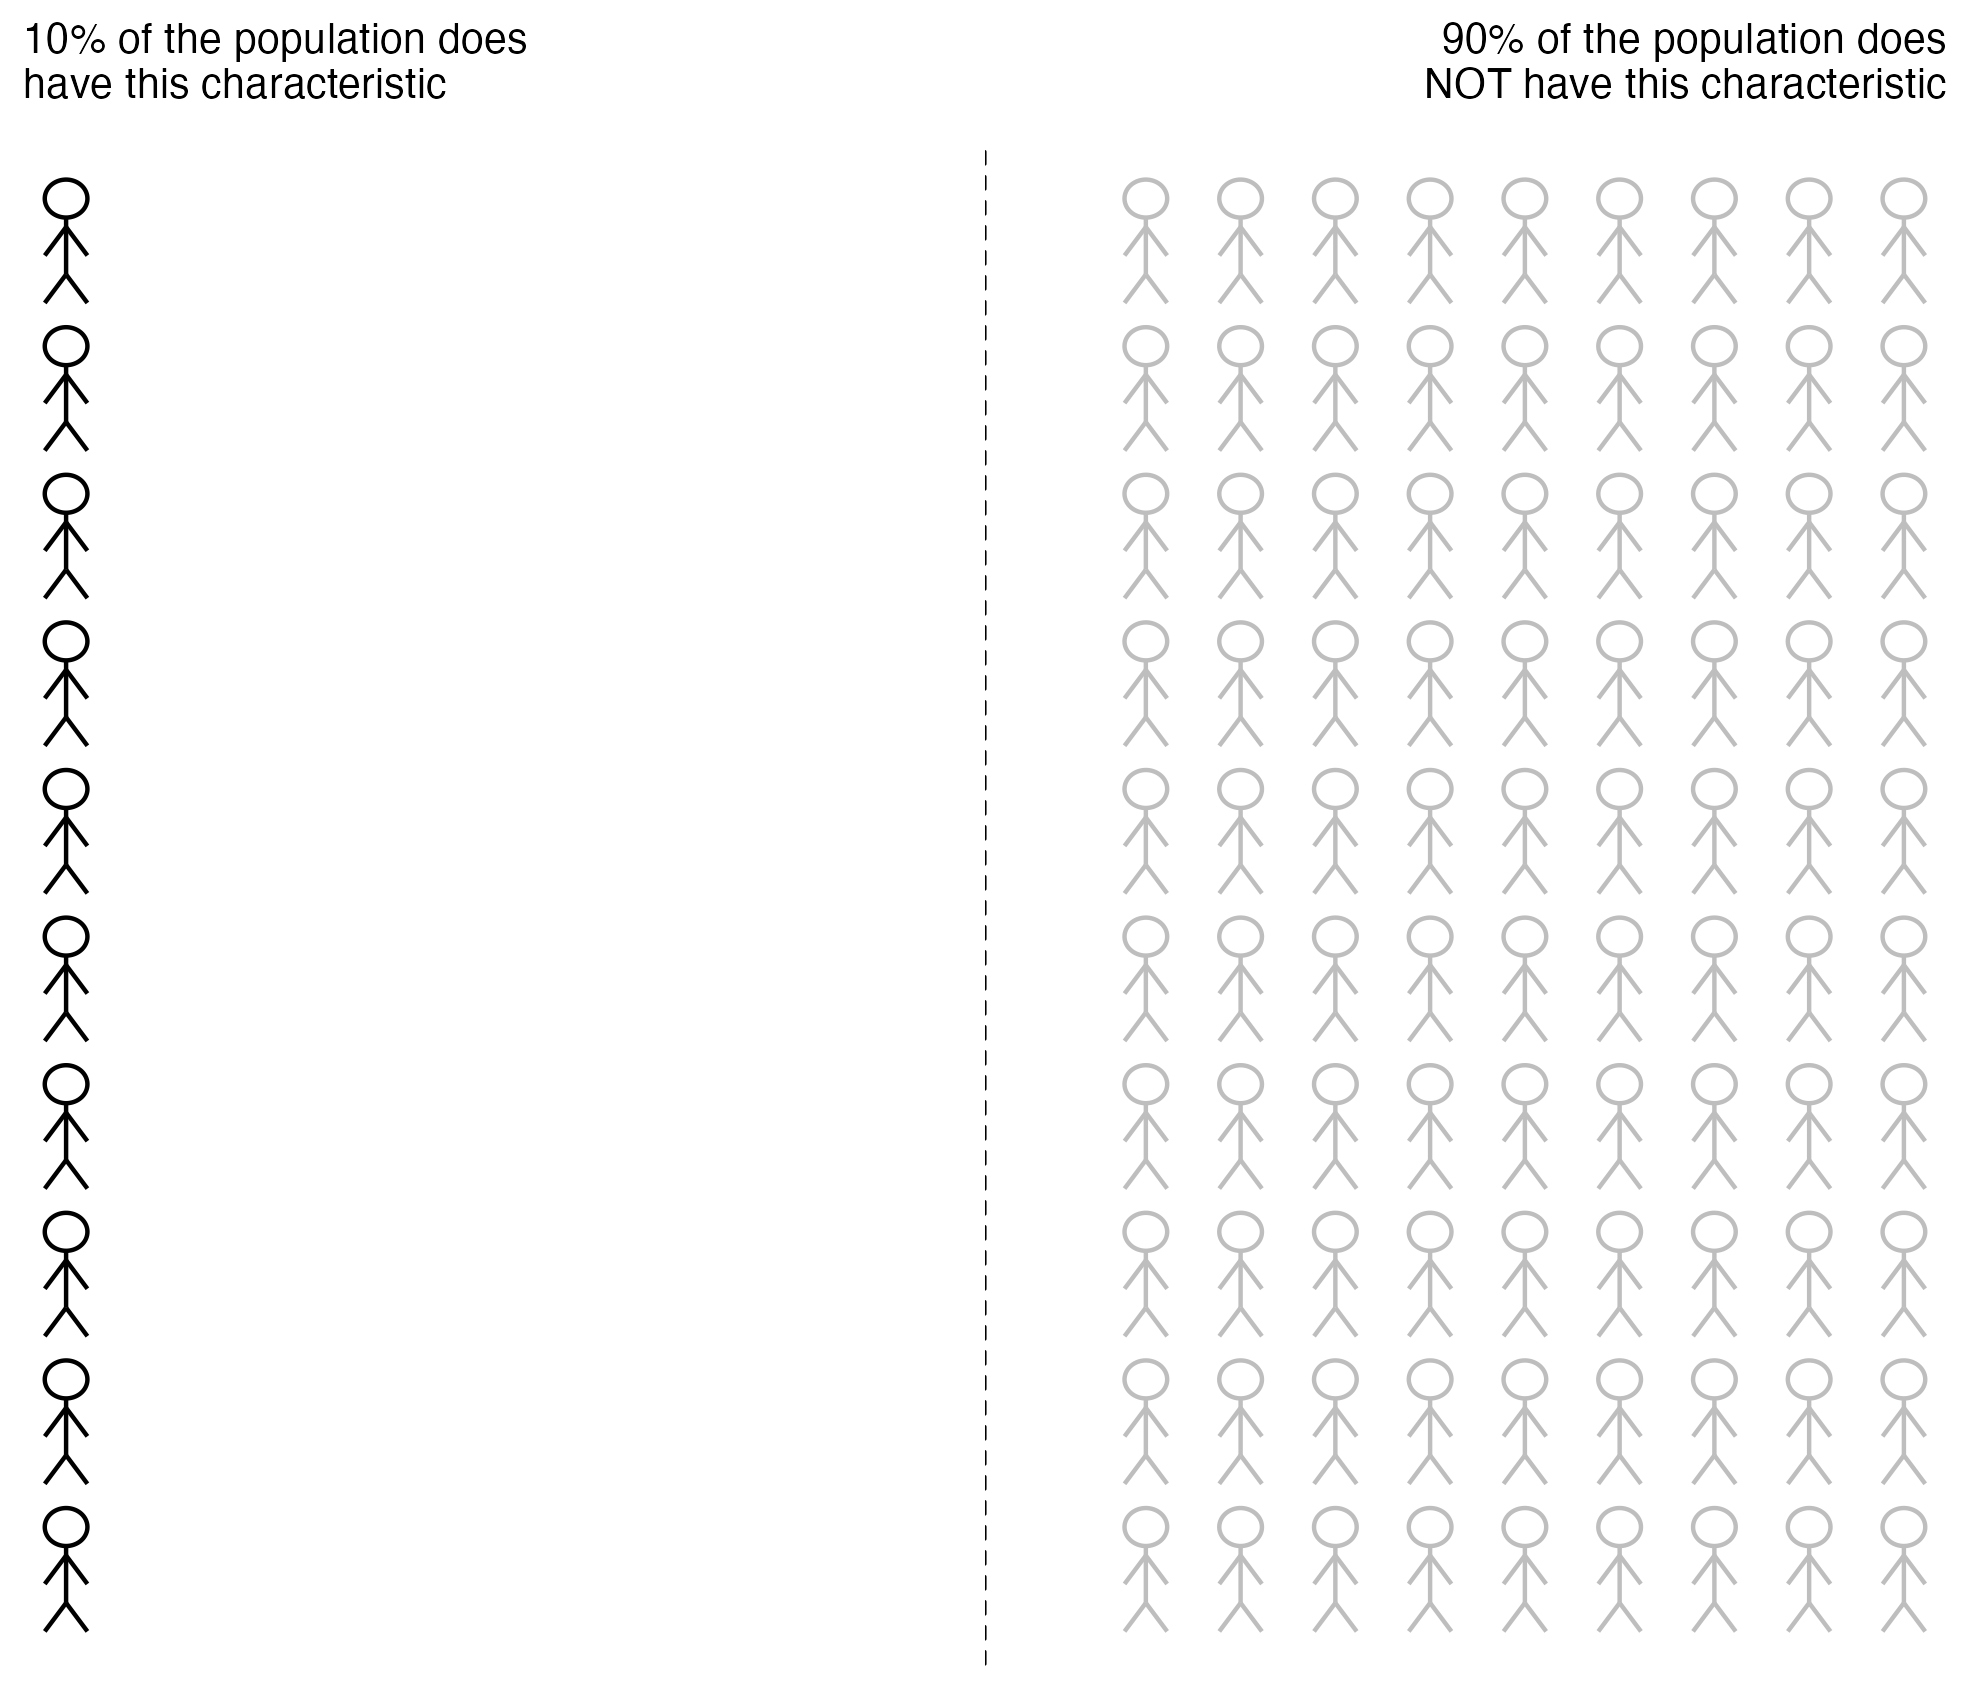 10% of the population does
have this characteristic
90% of the population does
NOT have this characteristic